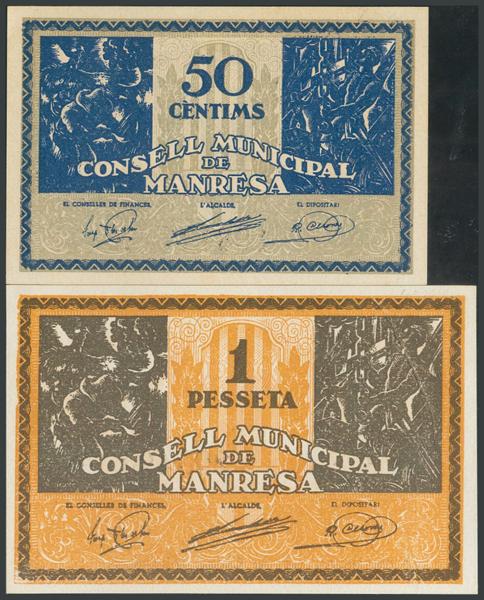 50
CÈNTIMS
CONSELL MUNICIPAL
DE
MANRESA
EL CONSELLER DE FINANCES, L'ALCALDE, EL DIPOSITARI
1
PESSETA
CONSELL MUNICIPAL
DE
MANRESA
EL CONSELLER DE FINANCES, L'ALCALDE, EL DIPOSITARI